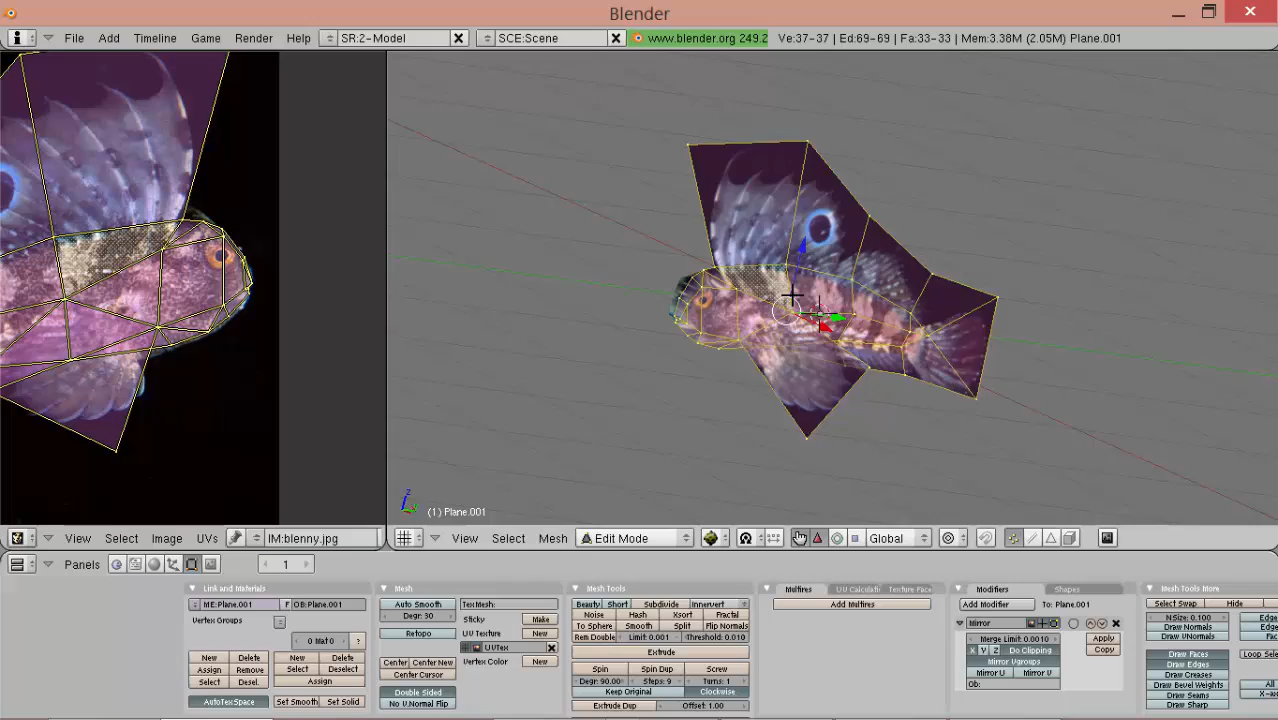 Blender
File Add Timeline Game Render Help SR:2-Model SCE:Scene www.blender.org 249.2 Ve:37-37 | Ed:69-69 | Fa:33-33 | Mem:3.38M (2.05M) Plane.001
(1) Plane.001
View Select Image UVs IM:blenny.jpg
View Select Mesh Edit Mode Global
Panels 1
Link and Materials
ME:Plane.001 F OB:Plane.001
Vertex Groups
0 Mat 0 ?
New Delete New Delete
Assign Remove Select Deselect
Select Desel. Assign
AutoTexSpace Set Smooth Set Solid
Mesh
Auto Smooth TexMesh:
Degr: 30 Sticky Make
Retopo UV Texture New
UVTex
Center Center New Vertex Color New
Center Cursor
Double Sided
No V.Normal Flip
Mesh Tools
Beauty Short Subdivide Innervert
Noise Hash Xsort Fractal
To Sphere Smooth Split Flip Normals
Rem Double Limit: 0.001 Threshold: 0.010
Extrude
Spin Spin Dup Screw
Degr: 90.00 Steps: 9 Turns: 1
Keep Original Clockwise
Extrude Dup Offset: 1.00
Multires UV Calculati Texture Face
Add Multires
Modifiers Shapes
Add Modifier To: Plane.001
Mirror
Merge Limit: 0.0010 Apply
X Y Z Do Clipping Copy
Mirror Vgroups
Mirror U Mirror V
Ob:
Mesh Tools More
Select Swap Hide
NSize: 0.100 Edge
Draw Normals Edge
Draw VNormals Fac
Draw Faces Loop Sele
Draw Edges
Draw Creases
Draw Bevel Weights All
Draw Seams X-ax
Draw Sharp